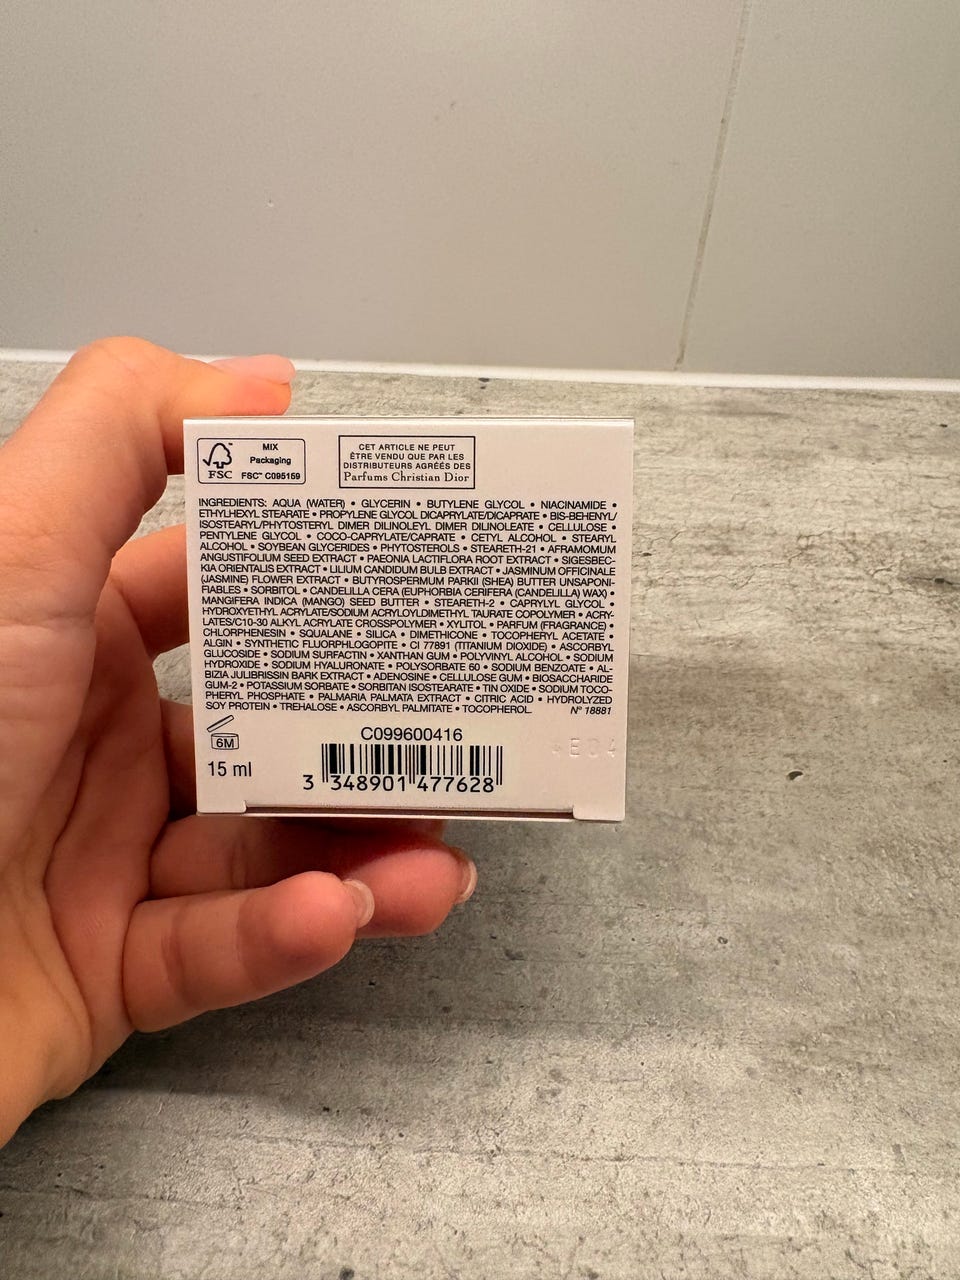 FSC™
MIX
Packaging
FSC™ C095159
CET ARTICLE NE PEUT
ÊTRE VENDU QUE PAR LES
DISTRIBUTEURS AGRÉÉS DES
Parfums Christian Dior
INGREDIENTS: AQUA (WATER) • GLYCERIN • BUTYLENE GLYCOL • NIACINAMIDE •
ETHYLHEXYL STEARATE • PROPYLENE GLYCOL DICAPRYLATE/DICAPRATE • BIS-BEHENYL/
ISOSTEARYL/PHYTOSTERYL DIMER DILINOLEYL DIMER DILINOLEATE • CELLULOSE •
PENTYLENE GLYCOL • COCO-CAPRYLATE/CAPRATE • CETYL ALCOHOL • STEARYL
ALCOHOL • SOYBEAN GLYCERIDES • PHYTOSTEROLS • STEARETH-21 • AFRAMOMUM
ANGUSTIFOLIUM SEED EXTRACT • PAEONIA LACTIFLORA ROOT EXTRACT • SIGESBEC-
KIA ORIENTALIS EXTRACT • LILIUM CANDIDUM BULB EXTRACT • JASMINUM OFFICINALE
(JASMINE) FLOWER EXTRACT • BUTYROSPERMUM PARKII (SHEA) BUTTER UNSAPONI-
FIABLES • SORBITOL • CANDELILLA CERA (EUPHORBIA CERIFERA (CANDELILLA) WAX) •
MANGIFERA INDICA (MANGO) SEED BUTTER • STEARETH-2 • CAPRYLYL GLYCOL •
HYDROXYETHYL ACRYLATE/SODIUM ACRYLOYLDIMETHYL TAURATE COPOLYMER • ACRY-
LATES/C10-30 ALKYL ACRYLATE CROSSPOLYMER • XYLITOL • PARFUM (FRAGRANCE) •
CHLORPHENESIN • SQUALANE • SILICA • DIMETHICONE • TOCOPHERYL ACETATE •
ALGIN • SYNTHETIC FLUORPHLOGOPITE • CI 77891 (TITANIUM DIOXIDE) • ASCORBYL
GLUCOSIDE • SODIUM SURFACTIN • XANTHAN GUM • POLYVINYL ALCOHOL • SODIUM
HYDROXIDE • SODIUM HYALURONATE • POLYSORBATE 60 • SODIUM BENZOATE • AL-
BIZIA JULIBRISSIN BARK EXTRACT • ADENOSINE • CELLULOSE GUM • BIOSACCHARIDE
GUM-2 • POTASSIUM SORBATE • SORBITAN ISOSTEARATE • TIN OXIDE • SODIUM TOCO-
PHERYL PHOSPHATE • PALMARIA PALMATA EXTRACT • CITRIC ACID • HYDROLYZED
SOY PROTEIN • TREHALOSE • ASCORBYL PALMITATE • TOCOPHEROL. N° 18881
6M
15 ml
C099600416
3 348901 477628